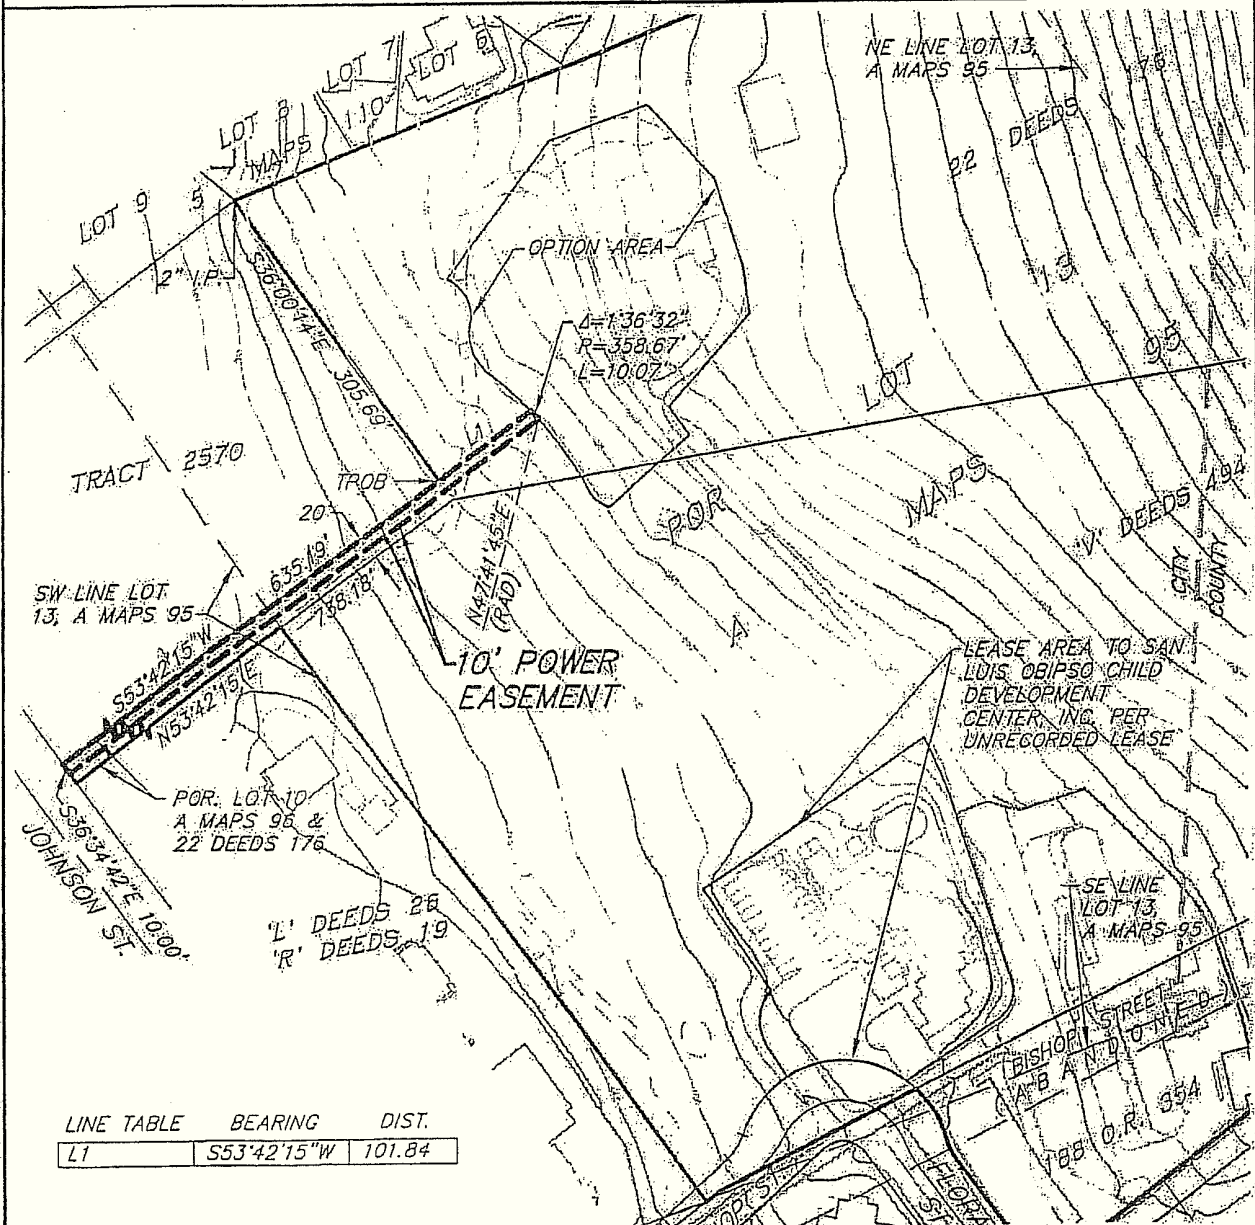 NE LINE LOT 13,
A MAPS 95
176
DEEDS
22
13
LOT 6
LOT 7
LOT 8
110
MAPS
5
LOT 9
2" I.P.
S36°00'44"E 305.69'
OPTION AREA
Δ=1°36'32"
R=358.67'
L=10.07'
L1
95
LOT
MAPS
A
POR
'V' DEEDS 494
CITY
COUNTY
TRACT 2570
TPOB
20'
635.19'
738.18'
S53°42'15"W
N53°42'15"E
N47°41'45"E
(RAD)
SW LINE LOT
13, A MAPS 95
10' POWER
EASEMENT
LEASE AREA TO SAN
LUIS OBIPSO CHILD
DEVELOPMENT
CENTER, INC. PER
UNRECORDED LEASE
POR. LOT 10
A MAPS 96 &
22 DEEDS 176
S36°34'42"E 10.00'
JOHNSON ST.
'L' DEEDS 26
'R' DEEDS 19
SE LINE
LOT 13,
A MAPS 95
BISHOP STREET
ABANDONED
188 O.R. 354
FLORA
ST
LINE TABLE BEARING DIST.
L1 S53°42'15"W 101.84